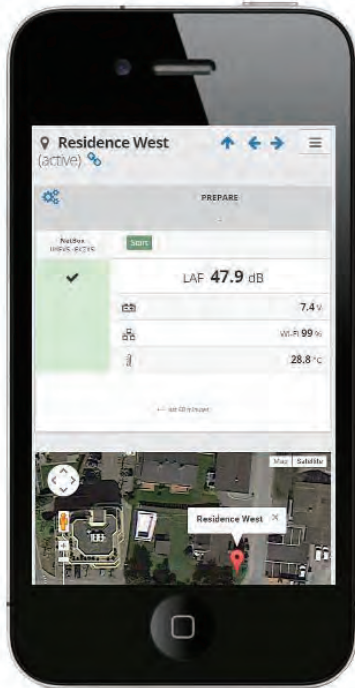 Residence West
(active)
PREPARE
NetBox
Start
LAF 47.9 dB
7.4 V
Wi-Fi 99 %
28.8 °C
Map Satellite
Residence West ×